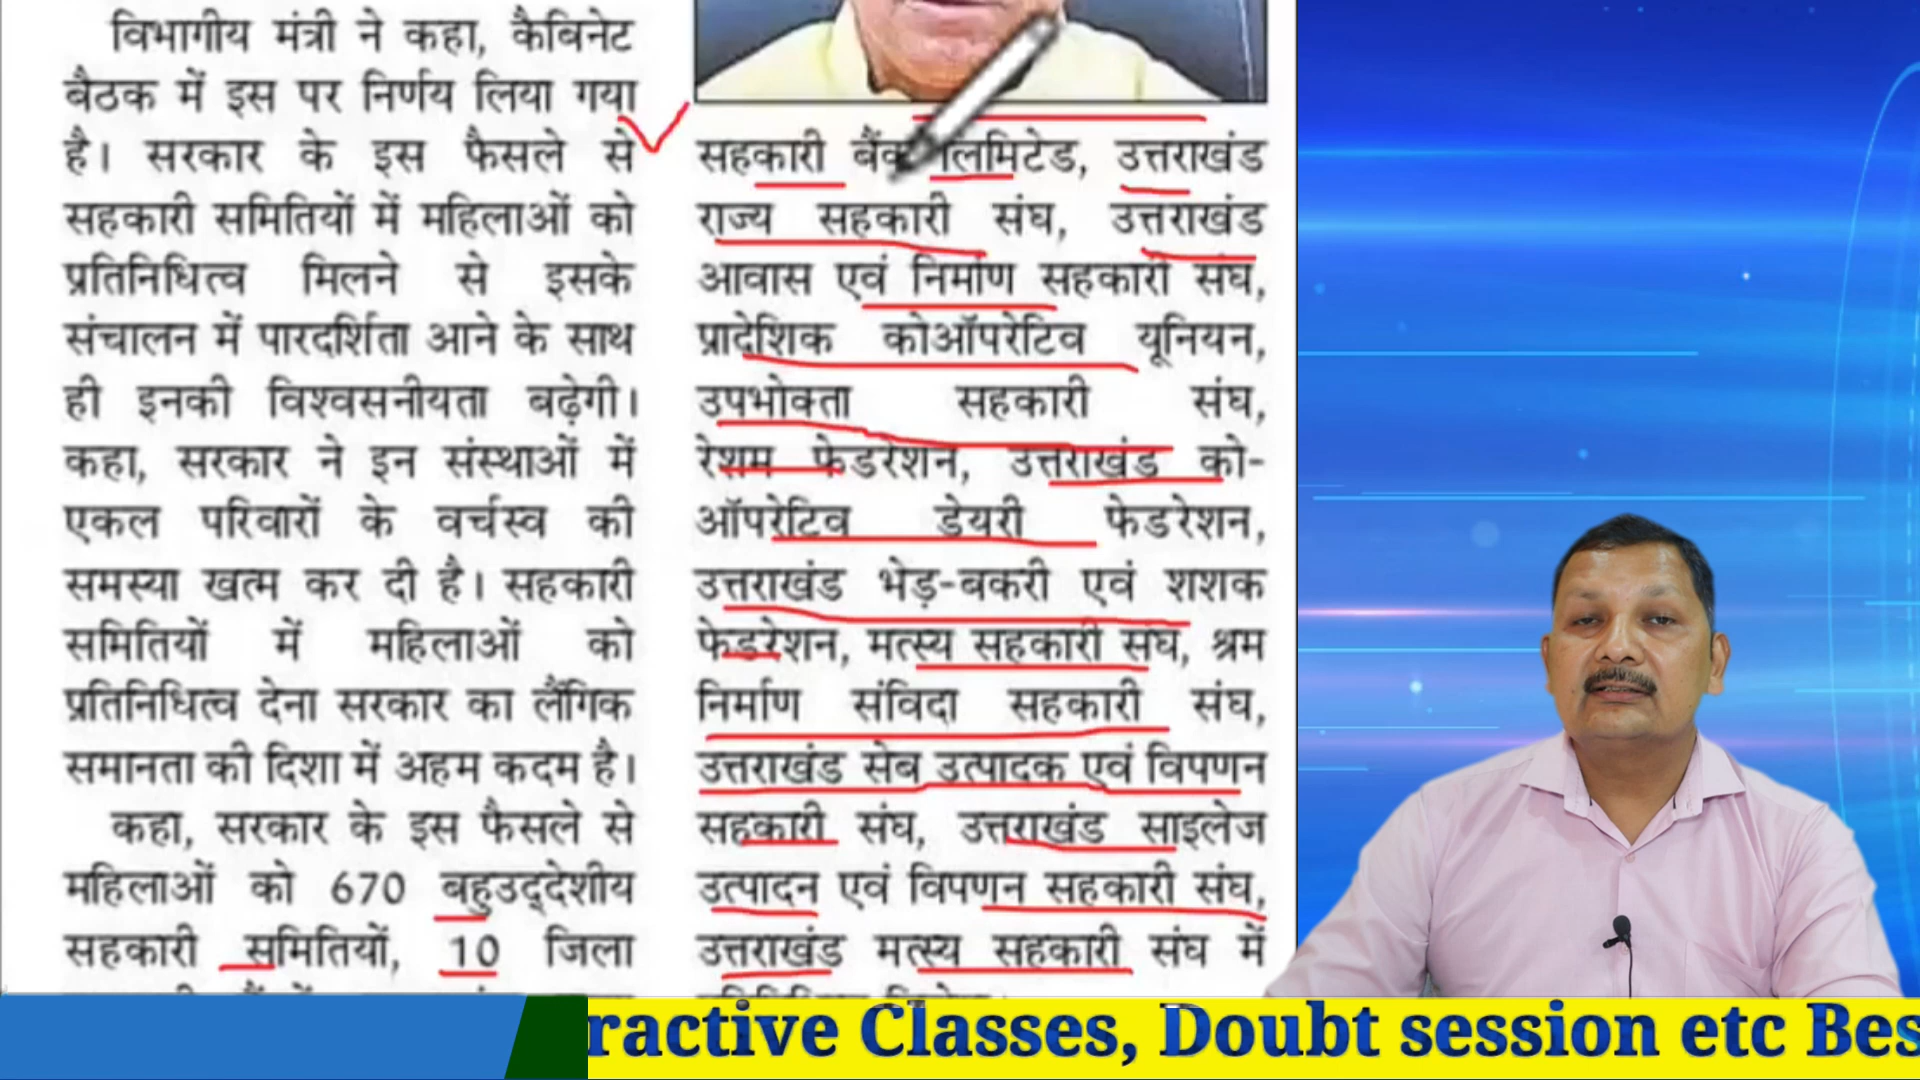 विभागीय मंत्री ने कहा, कैबिनेट
बैठक में इस पर निर्णय लिया गया
है। सरकार के इस फैसले से
सहकारी समितियों में महिलाओं को
प्रतिनिधित्व मिलने से इसके
संचालन में पारदर्शिता आने के साथ
ही इनकी विश्वसनीयता बढ़ेगी।
कहा, सरकार ने इन संस्थाओं में
एकल परिवारों के वर्चस्व की
समस्या खत्म कर दी है। सहकारी
समितियों में महिलाओं को
प्रतिनिधित्व देना सरकार का लैंगिक
समानता की दिशा में अहम कदम है।
कहा, सरकार के इस फैसले से
महिलाओं को 670 बहुउद्देशीय
सहकारी समितियों, 10 जिला
सहकारी बैंक लिमिटेड, उत्तराखंड
राज्य सहकारी संघ, उत्तराखंड
आवास एवं निर्माण सहकारी संघ,
प्रादेशिक कोऑपरेटिव यूनियन,
उपभोक्ता सहकारी संघ,
रेशम फेडरेशन, उत्तराखंड को-
ऑपरेटिव डेयरी फेडरेशन,
उत्तराखंड भेड़-बकरी एवं शशक
फेडरेशन, मत्स्य सहकारी संघ, श्रम
निर्माण संविदा सहकारी संघ,
उत्तराखंड सेब उत्पादक एवं विपणन
सहकारी संघ, उत्तराखंड साइलेज
उत्पादन एवं विपणन सहकारी संघ,
उत्तराखंड मत्स्य सहकारी संघ में
ractive Classes, Doubt session etc Bes